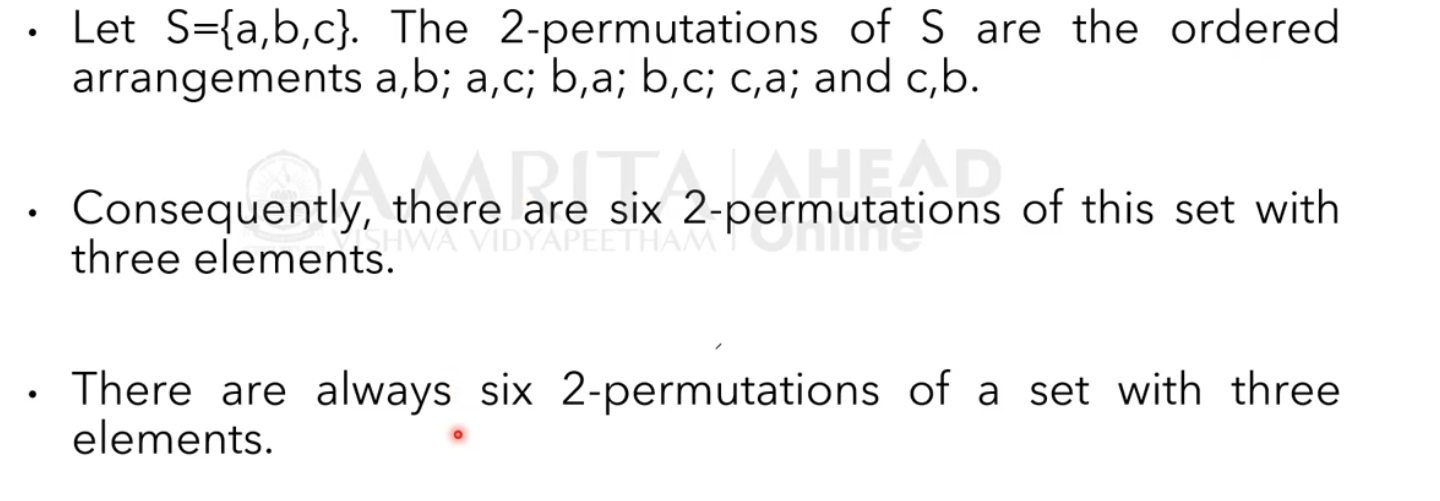 • Let S={a,b,c}. The 2-permutations of S are the ordered
arrangements a,b; a,c; b,a; b,c; c,a; and c,b.
AMRITA AHEAD
VISHWA VIDYAPEETHAM Online
• Consequently, there are six 2-permutations of this set with
three elements.
• There are always six 2-permutations of a set with three
elements.